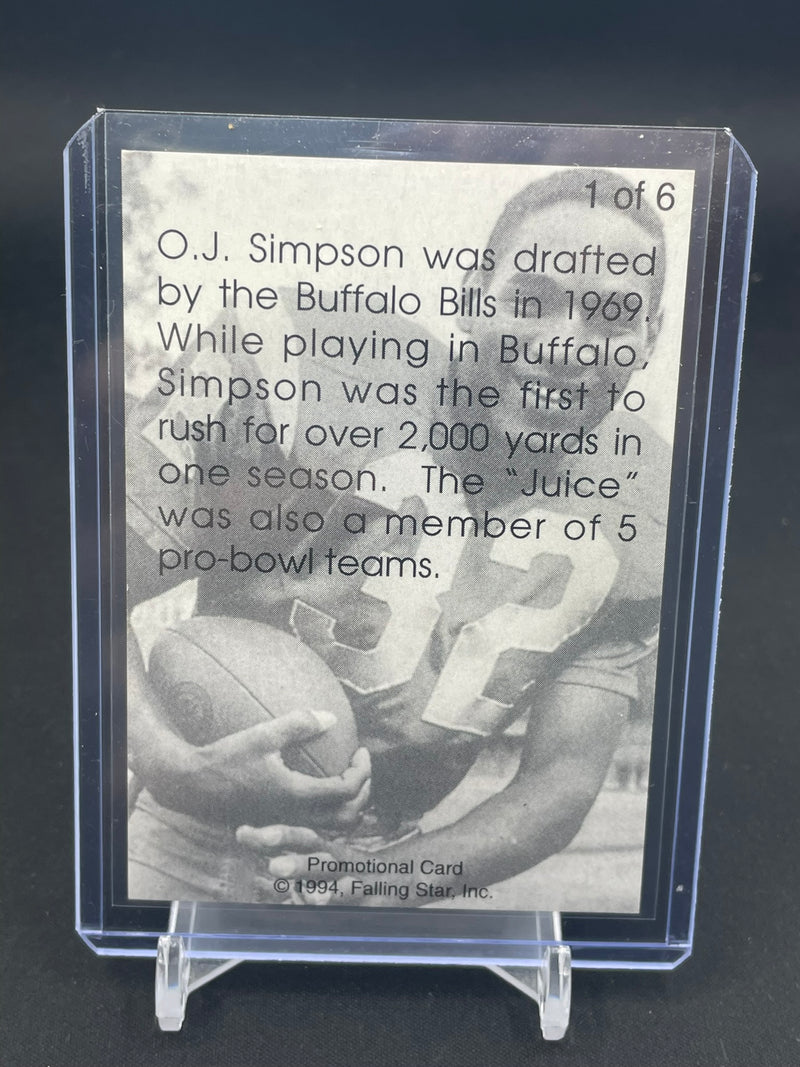 1 of 6
O.J. Simpson was drafted
by the Buffalo Bills in 1969.
While playing in Buffalo,
Simpson was the first to
rush for over 2,000 yards in
one season. The "Juice"
was also a member of 5
pro-bowl teams.
32
Promotional Card
© 1994, Falling Star, Inc.